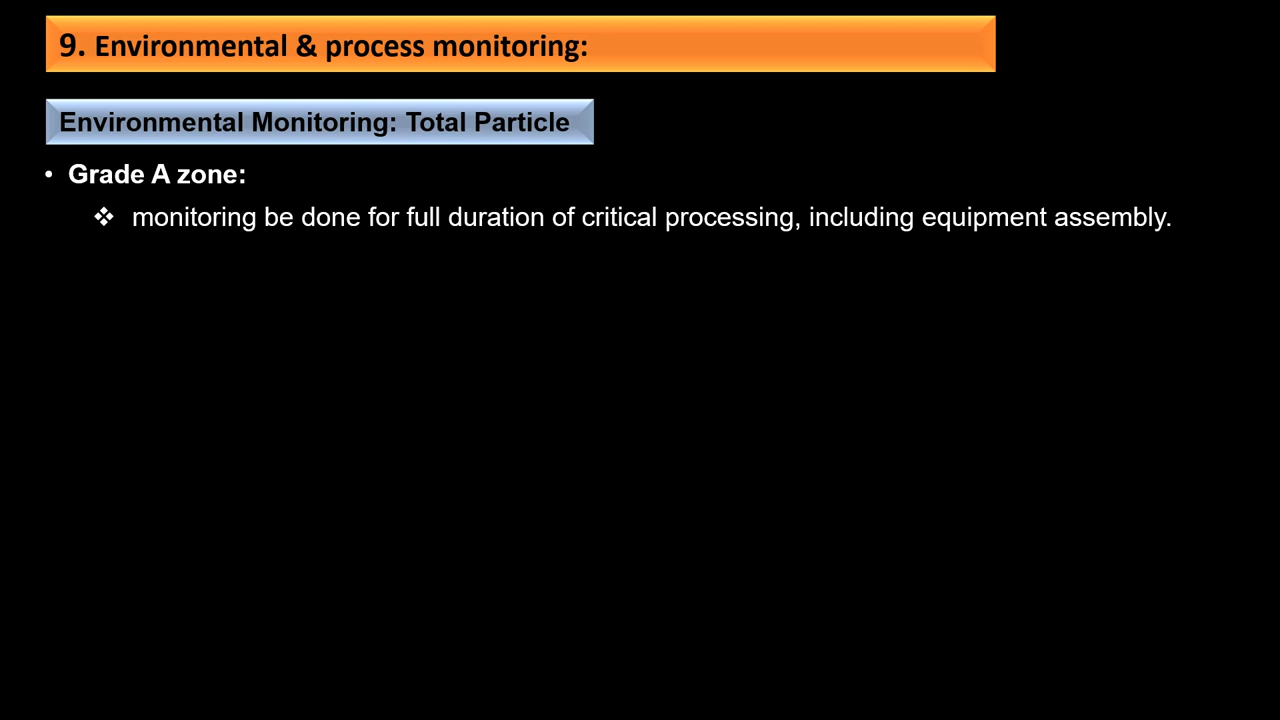 9. Environmental & process monitoring:
Environmental Monitoring: Total Particle
• Grade A zone:
❖ monitoring be done for full duration of critical processing, including equipment assembly.